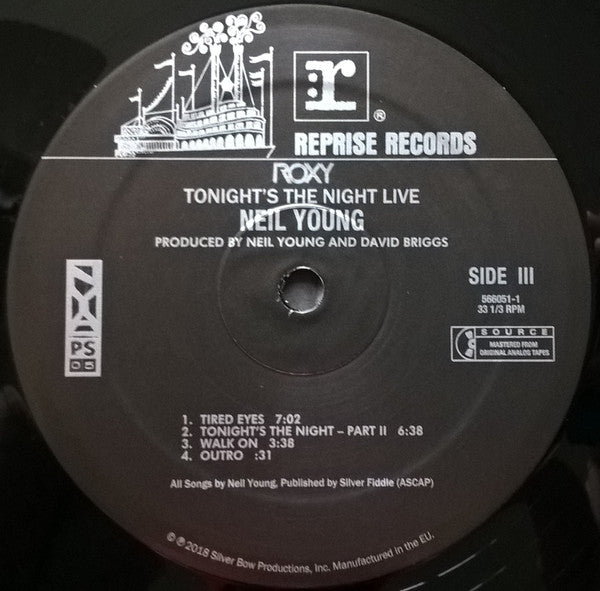 r
®
REPRISE RECORDS
ROXY
TONIGHT'S THE NIGHT LIVE
NEIL YOUNG
PRODUCED BY NEIL YOUNG AND DAVID BRIGGS
SIDE III
566051-1
33 1/3 RPM
NYA
PS
05
SOURCE
MASTERED FROM
ORIGINAL ANALOG TAPES
1. TIRED EYES 7:02
2. TONIGHT'S THE NIGHT – PART II 6:38
3. WALK ON 3:38
4. OUTRO :31
All Songs by Neil Young, Published by Silver Fiddle (ASCAP)
© ℗ 2018 Silver Bow Productions, Inc. Manufactured in the EU.